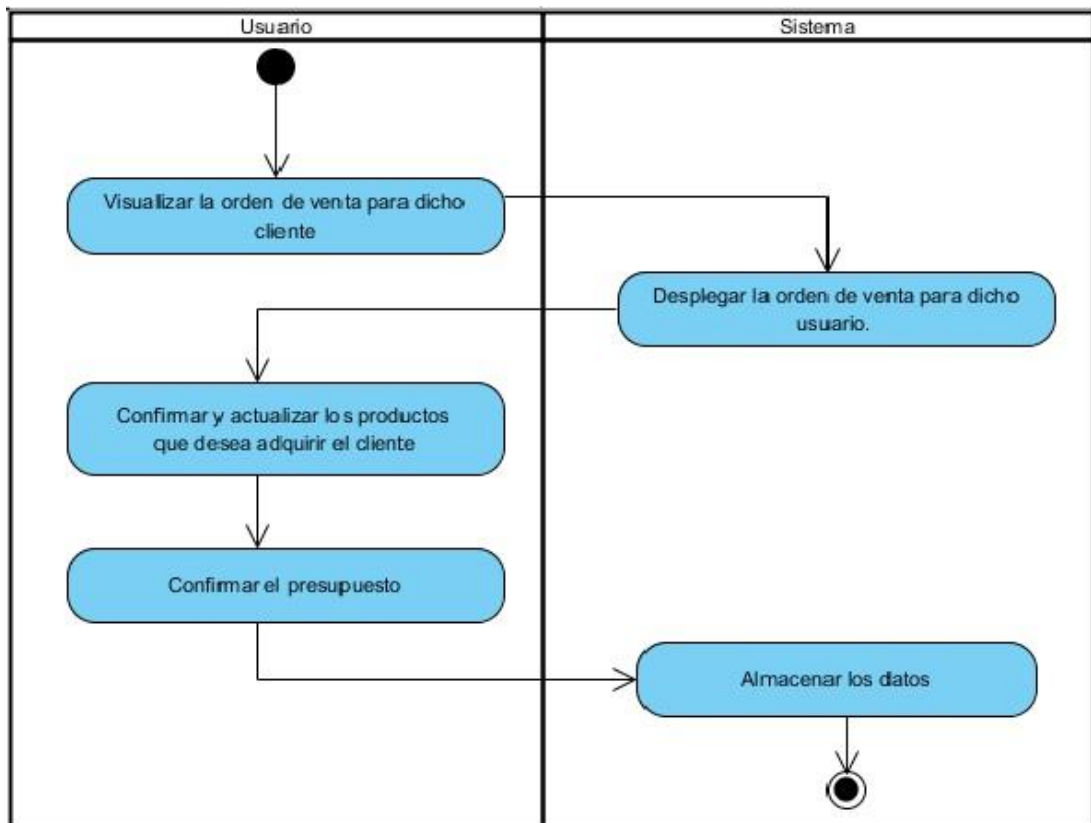 Usuario
Sistema
Visualizar la orden de venta para dicho
cliente
Desplegar la orden de venta para dicho
usuario.
Confirmar y actualizar los productos
que desea adquirir el cliente
Confirmar el presupuesto
Almacenar los datos